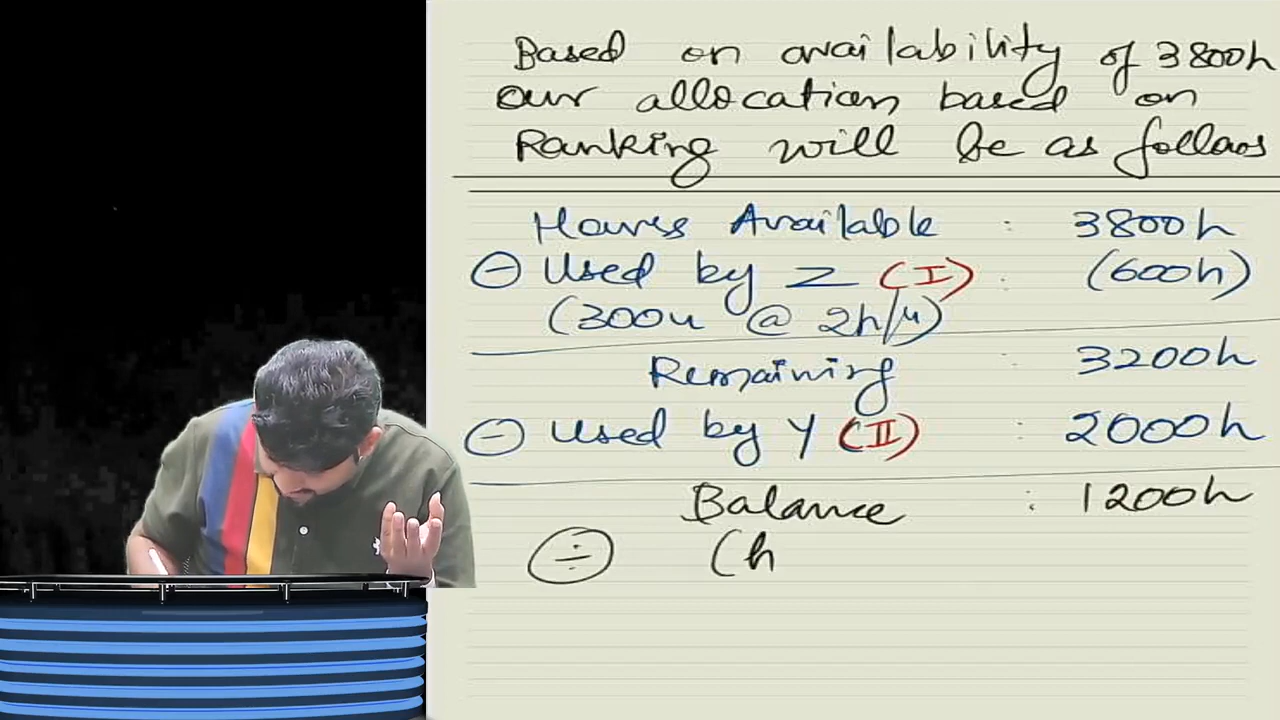 Based on availability of 3800h
our allocation based on
Ranking will be as follows
Hours Available : 3800h
⊖ Used by Z (I) : (600h)
(300u @ 2h/u)
Remaining : 3200h
⊖ Used by Y (II) : 2000h
Balance : 1200h
÷ (h